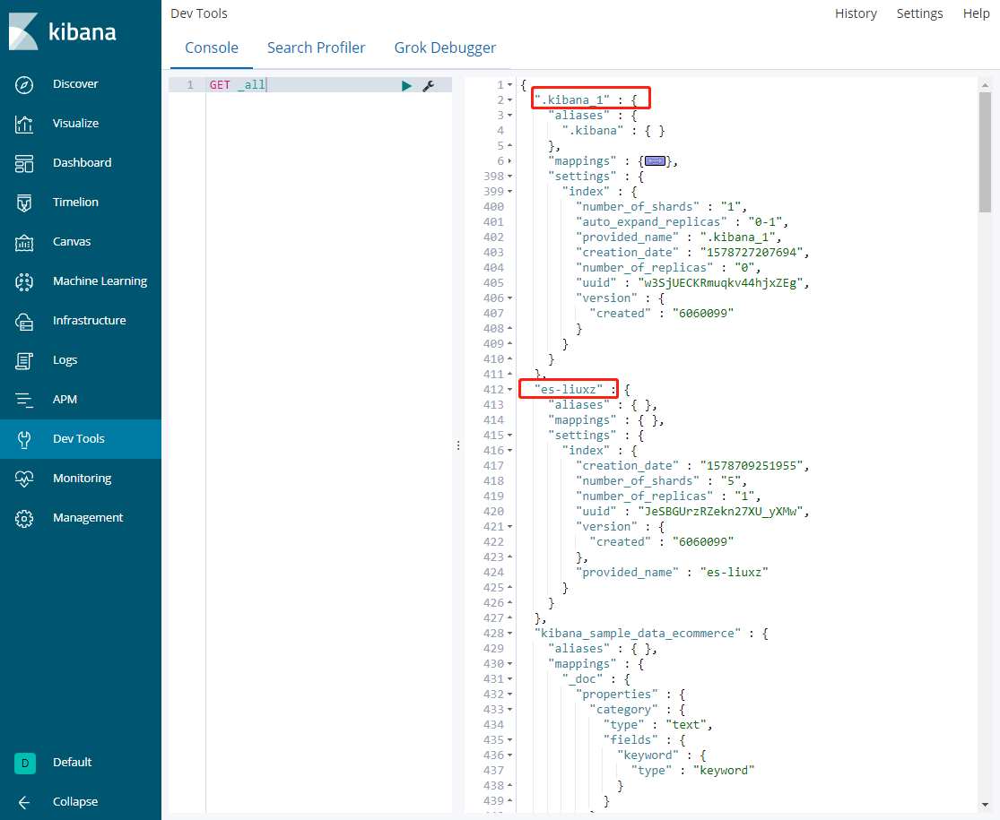 kibana
Discover
Visualize
Dashboard
Timelion
Canvas
Machine Learning
Infrastructure
Logs
APM
Dev Tools
Monitoring
Management
D Default
Collapse
Dev Tools
History Settings Help
Console Search Profiler Grok Debugger
1 GET _all
1 {
2 ".kibana_1" : {
3 "aliases" : {
4 ".kibana" : { }
5 },
6 "mappings" : {},
398 "settings" : {
399 "index" : {
400 "number_of_shards" : "1",
401 "auto_expand_replicas" : "0-1",
402 "provided_name" : ".kibana_1",
403 "creation_date" : "1578727207694",
404 "number_of_replicas" : "0",
405 "uuid" : "w3SjUECKRmuqkv44hjxZEg",
406 "version" : {
407 "created" : "6060099"
408 }
409 }
410 }
411 },
412 "es-liuxz" : {
413 "aliases" : { },
414 "mappings" : { },
415 "settings" : {
416 "index" : {
417 "creation_date" : "1578709251955",
418 "number_of_shards" : "5",
419 "number_of_replicas" : "1",
420 "uuid" : "JeSBGUrzRZekn27XU_yXMw",
421 "version" : {
422 "created" : "6060099"
423 },
424 "provided_name" : "es-liuxz"
425 }
426 }
427 },
428 "kibana_sample_data_ecommerce" : {
429 "aliases" : { },
430 "mappings" : {
431 "_doc" : {
432 "properties" : {
433 "category" : {
434 "type" : "text",
435 "fields" : {
436 "keyword" : {
437 "type" : "keyword"
438 }
439 }